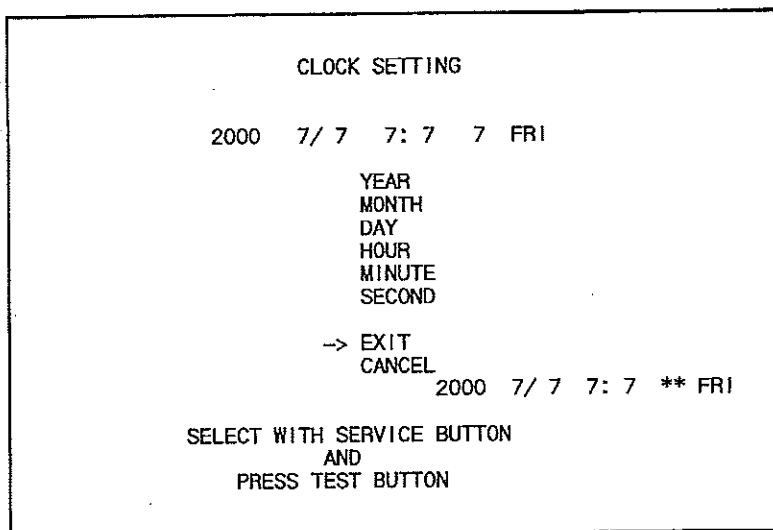 CLOCK SETTING
2000 7/ 7 7: 7 7 FRI
YEAR
MONTH
DAY
HOUR
MINUTE
SECOND
-> EXIT
CANCEL
2000 7/ 7 7: 7 ** FRI
SELECT WITH SERVICE BUTTON
AND
PRESS TEST BUTTON